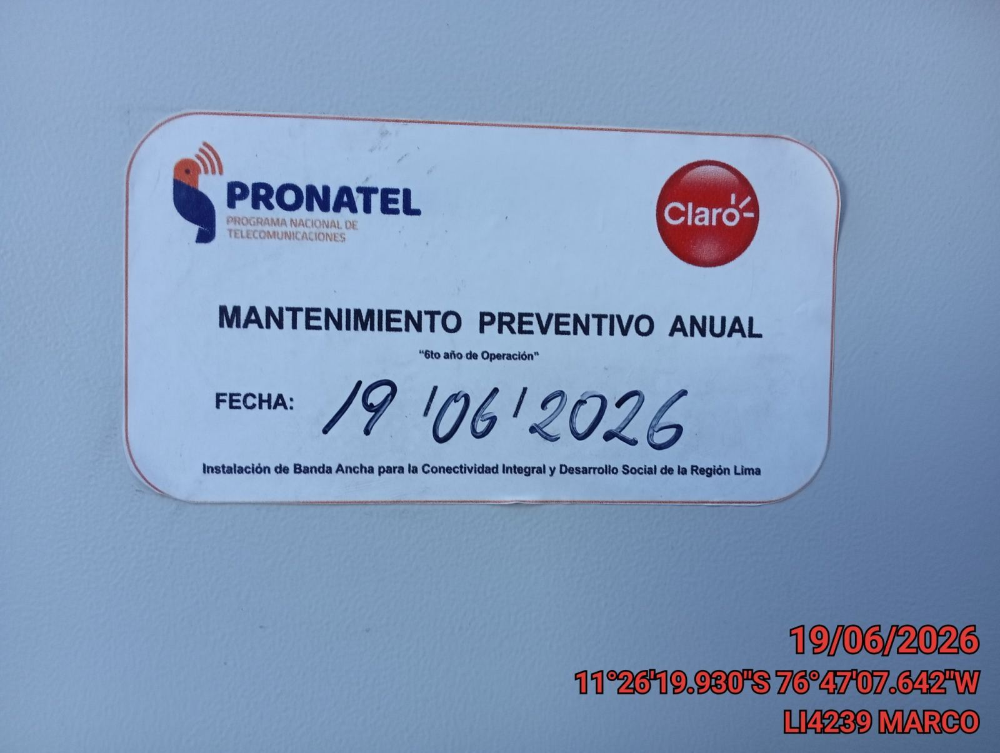 PRONATEL
PROGRAMA NACIONAL DE
TELECOMUNICACIONES
Claro
MANTENIMIENTO PREVENTIVO ANUAL
"6to año de Operación"
FECHA: 19/06/2026
Instalación de Banda Ancha para la Conectividad Integral y Desarrollo Social de la Región Lima
19/06/2026
11°26'19.930"S 76°47'07.642"W
LI4239 MARCO